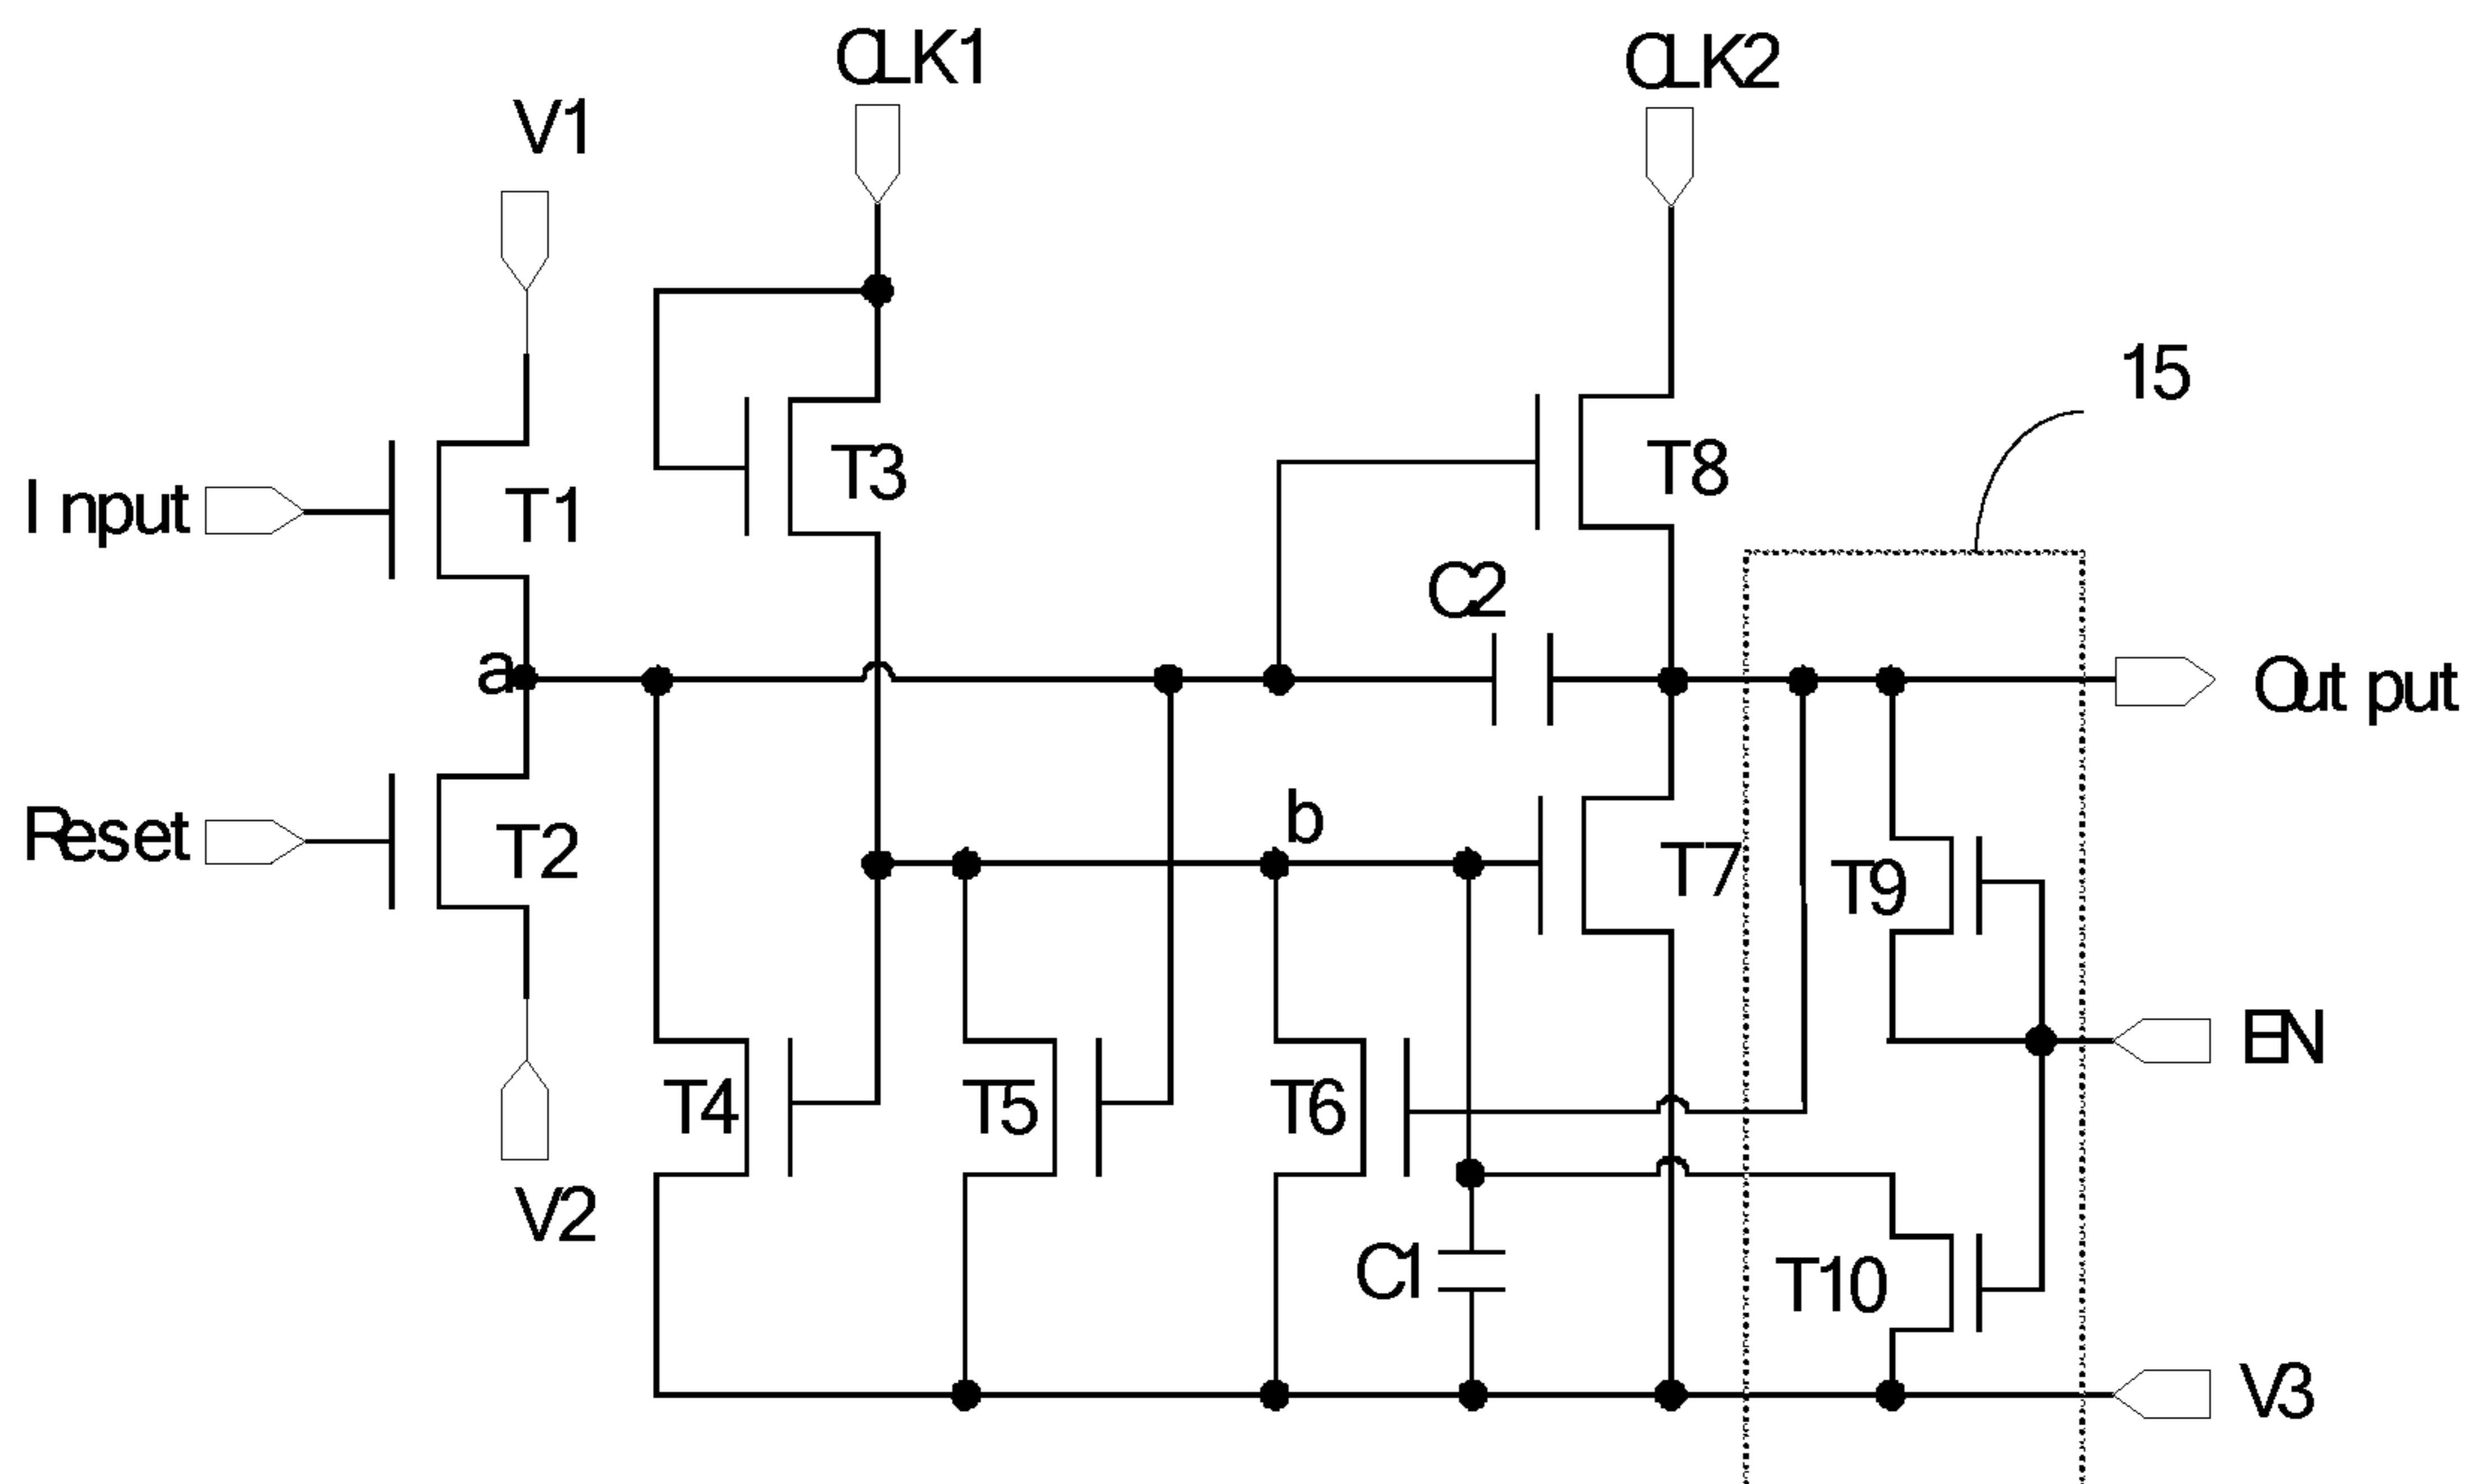 CLK1
CLK2
V1
15
T3
T8
Input
T1
C2
a
Output
b
Reset
T2
T7
T9
EN
T4
T5
T6
V2
C1
T10
V3